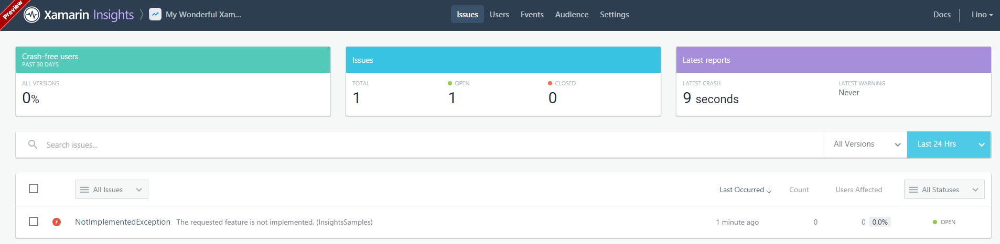 Preview
Xamarin Insights
My Wonderful Xam...
Issues Users Events Audience Settings
Docs Lino
Crash-free users
PAST 30 DAYS
ALL VERSIONS
0%
Issues
TOTAL OPEN CLOSED
1 1 0
Latest reports
LATEST CRASH LATEST WARNING
9 seconds Never
Search issues... All Versions Last 24 Hrs
All Issues Last Occurred ↓ Count Users Affected All Statuses
NotImplementedException The requested feature is not implemented. (InsightsSamples) 1 minute ago 0 0 0.0% OPEN